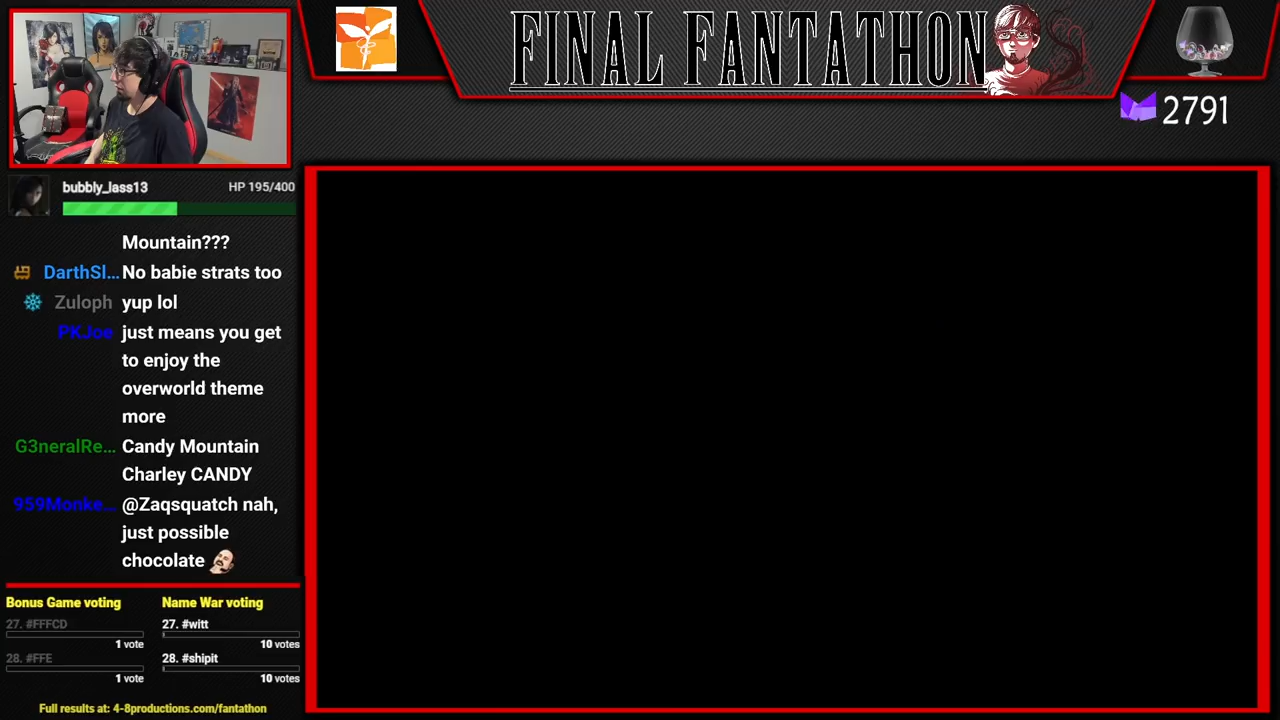 FINAL FANTATHON
2791
bubbly_lass13
HP 195/400
Mountain???
DarthSl… No babie strats too
Zuloph yup lol
PKJoe just means you get
to enjoy the
overworld theme
more
G3neralRe… Candy Mountain
Charley CANDY
959Monke… @Zaqsquatch nah,
just possible
chocolate
Bonus Game voting
27. #FFFCD
1 vote
28. #FFE
1 vote
Name War voting
27. #witt
10 votes
28. #shipit
10 votes
Full results at: 4-8productions.com/fantathon